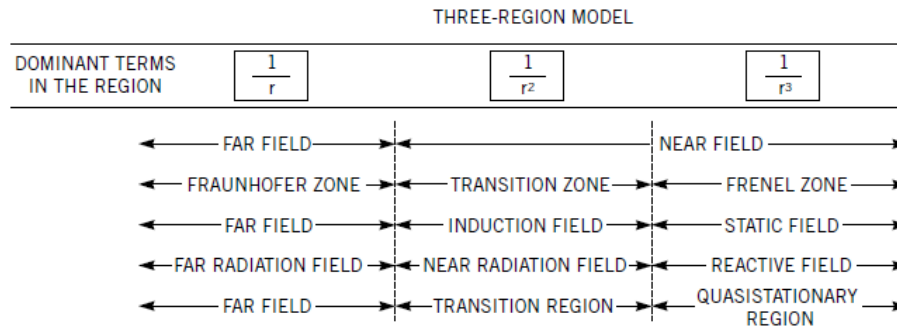 THREE-REGION MODEL
DOMINANT TERMS
IN THE REGION
1
r
1
r²
1
r³
FAR FIELD NEAR FIELD
FRAUNHOFER ZONE TRANSITION ZONE FRENEL ZONE
FAR FIELD INDUCTION FIELD STATIC FIELD
FAR RADIATION FIELD NEAR RADIATION FIELD REACTIVE FIELD
FAR FIELD TRANSITION REGION QUASISTATIONARY
REGION